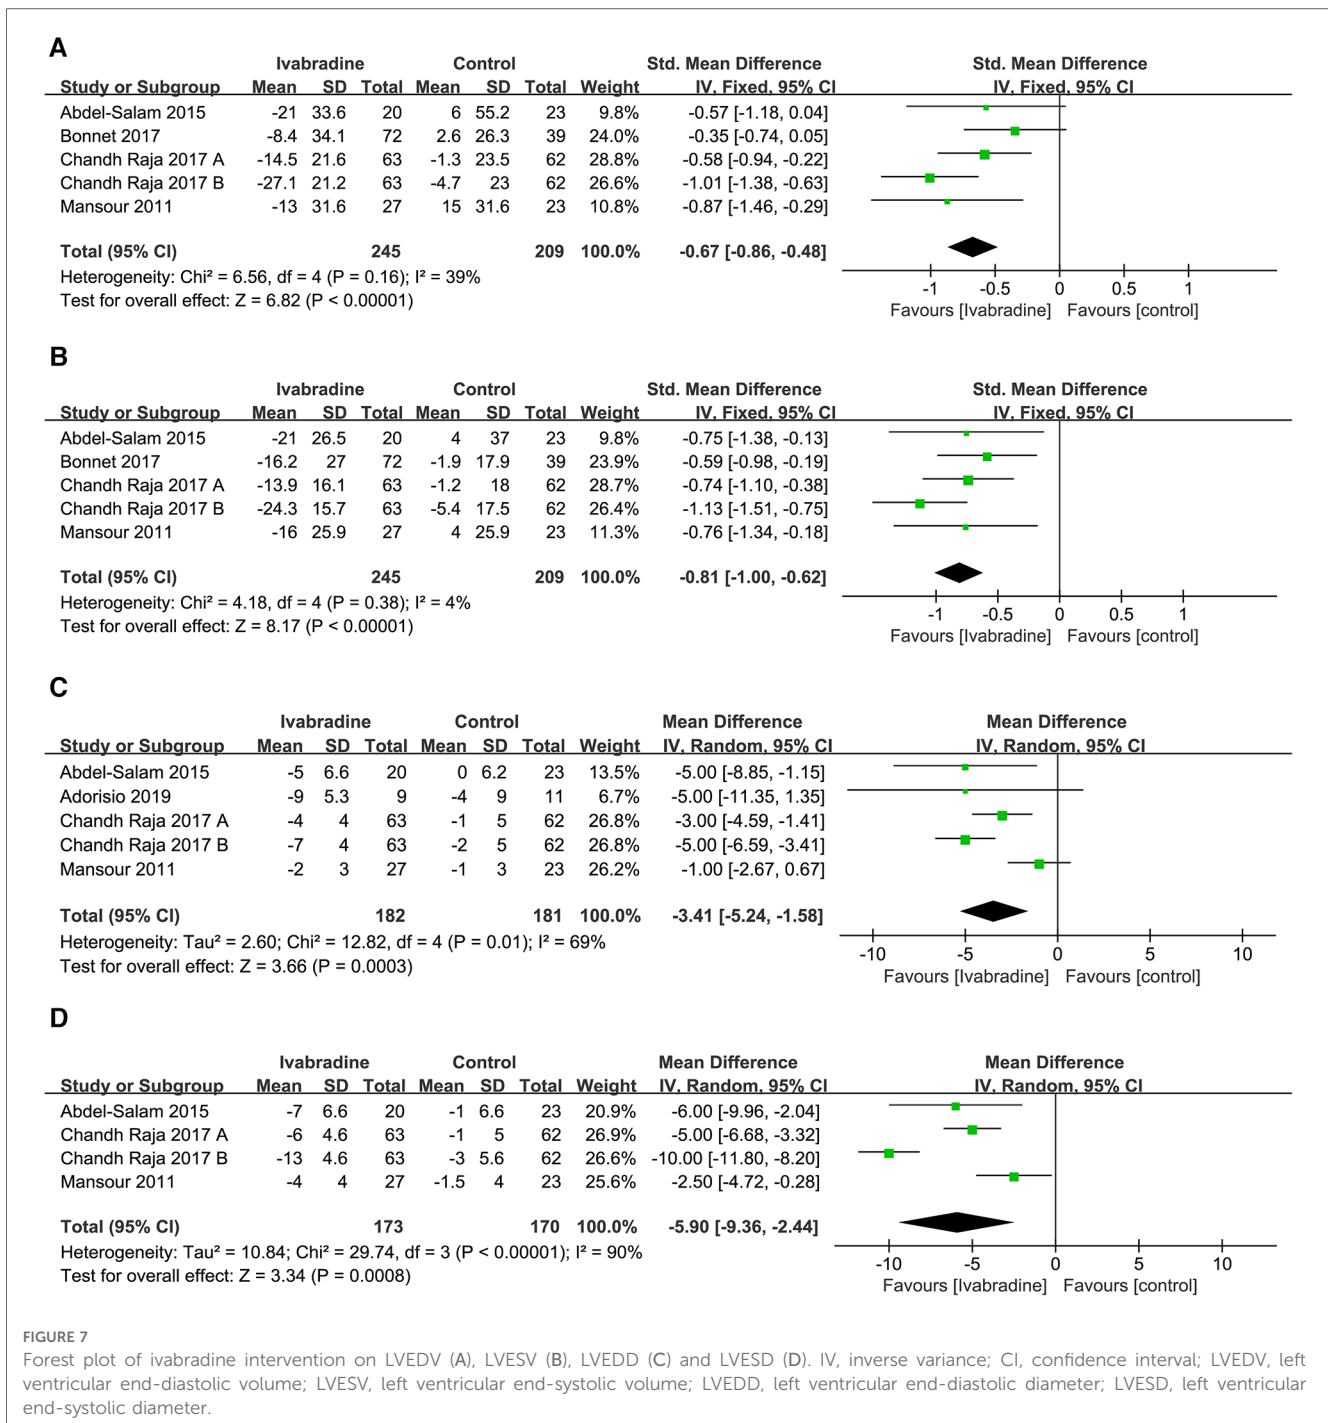 A
Ivabradine Control Std. Mean Difference Std. Mean Difference
Study or Subgroup Mean SD Total Mean SD Total Weight IV, Fixed, 95% CI IV, Fixed, 95% CI
Abdel-Salam 2015 -21 33.6 20 6 55.2 23 9.8% -0.57 [-1.18, 0.04]
Bonnet 2017 -8.4 34.1 72 2.6 26.3 39 24.0% -0.35 [-0.74, 0.05]
Chandh Raja 2017 A -14.5 21.6 63 -1.3 23.5 62 28.8% -0.58 [-0.94, -0.22]
Chandh Raja 2017 B -27.1 21.2 63 -4.7 23 62 26.6% -1.01 [-1.38, -0.63]
Mansour 2011 -13 31.6 27 15 31.6 23 10.8% -0.87 [-1.46, -0.29]
Total (95% CI) 245 209 100.0% -0.67 [-0.86, -0.48]
Heterogeneity: Chi² = 6.56, df = 4 (P = 0.16); I² = 39%
Test for overall effect: Z = 6.82 (P < 0.00001)
-1 -0.5 0 0.5 1
Favours [Ivabradine] Favours [control]
B
Ivabradine Control Std. Mean Difference Std. Mean Difference
Study or Subgroup Mean SD Total Mean SD Total Weight IV, Fixed, 95% CI IV, Fixed, 95% CI
Abdel-Salam 2015 -21 26.5 20 4 37 23 9.8% -0.75 [-1.38, -0.13]
Bonnet 2017 -16.2 27 72 -1.9 17.9 39 23.9% -0.59 [-0.98, -0.19]
Chandh Raja 2017 A -13.9 16.1 63 -1.2 18 62 28.7% -0.74 [-1.10, -0.38]
Chandh Raja 2017 B -24.3 15.7 63 -5.4 17.5 62 26.4% -1.13 [-1.51, -0.75]
Mansour 2011 -16 25.9 27 4 25.9 23 11.3% -0.76 [-1.34, -0.18]
Total (95% CI) 245 209 100.0% -0.81 [-1.00, -0.62]
Heterogeneity: Chi² = 4.18, df = 4 (P = 0.38); I² = 4%
Test for overall effect: Z = 8.17 (P < 0.00001)
-1 -0.5 0 0.5 1
Favours [Ivabradine] Favours [control]
C
Ivabradine Control Mean Difference Mean Difference
Study or Subgroup Mean SD Total Mean SD Total Weight IV, Random, 95% CI IV, Random, 95% CI
Abdel-Salam 2015 -5 6.6 20 0 6.2 23 13.5% -5.00 [-8.85, -1.15]
Adorisio 2019 -9 5.3 9 -4 9 11 6.7% -5.00 [-11.35, 1.35]
Chandh Raja 2017 A -4 4 63 -1 5 62 26.8% -3.00 [-4.59, -1.41]
Chandh Raja 2017 B -7 4 63 -2 5 62 26.8% -5.00 [-6.59, -3.41]
Mansour 2011 -2 3 27 -1 3 23 26.2% -1.00 [-2.67, 0.67]
Total (95% CI) 182 181 100.0% -3.41 [-5.24, -1.58]
Heterogeneity: Tau² = 2.60; Chi² = 12.82, df = 4 (P = 0.01); I² = 69%
Test for overall effect: Z = 3.66 (P = 0.0003)
-10 -5 0 5 10
Favours [Ivabradine] Favours [control]
D
Ivabradine Control Mean Difference Mean Difference
Study or Subgroup Mean SD Total Mean SD Total Weight IV, Random, 95% CI IV, Random, 95% CI
Abdel-Salam 2015 -7 6.6 20 -1 6.6 23 20.9% -6.00 [-9.96, -2.04]
Chandh Raja 2017 A -6 4.6 63 -1 5 62 26.9% -5.00 [-6.68, -3.32]
Chandh Raja 2017 B -13 4.6 63 -3 5.6 62 26.6% -10.00 [-11.80, -8.20]
Mansour 2011 -4 4 27 -1.5 4 23 25.6% -2.50 [-4.72, -0.28]
Total (95% CI) 173 170 100.0% -5.90 [-9.36, -2.44]
Heterogeneity: Tau² = 10.84; Chi² = 29.74, df = 3 (P < 0.00001); I² = 90%
Test for overall effect: Z = 3.34 (P = 0.0008)
-10 -5 0 5 10
Favours [Ivabradine] Favours [control]
FIGURE 7
Forest plot of ivabradine intervention on LVEDV (A), LVESV (B), LVEDD (C) and LVESD (D). IV, inverse variance; CI, confidence interval; LVEDV, left
ventricular end-diastolic volume; LVESV, left ventricular end-systolic volume; LVEDD, left ventricular end-diastolic diameter; LVESD, left ventricular
end-systolic diameter.